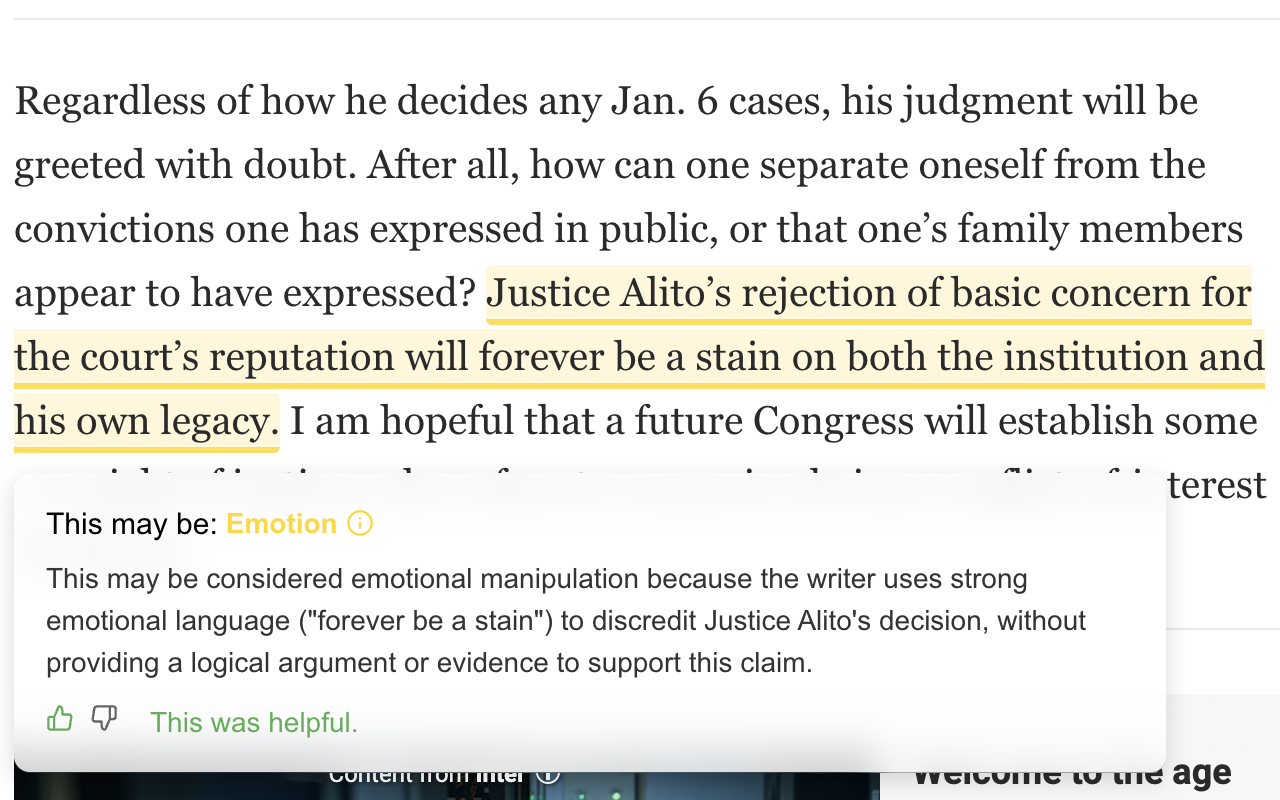 Regardless of how he decides any Jan. 6 cases, his judgment will be
greeted with doubt. After all, how can one separate oneself from the
convictions one has expressed in public, or that one’s family members
appear to have expressed? Justice Alito’s rejection of basic concern for
the court’s reputation will forever be a stain on both the institution and
his own legacy. I am hopeful that a future Congress will establish some
terest
This may be: Emotion
This may be considered emotional manipulation because the writer uses strong
emotional language ("forever be a stain") to discredit Justice Alito's decision, without
providing a logical argument or evidence to support this claim.
This was helpful.
Content from Inter
Welcome to the age